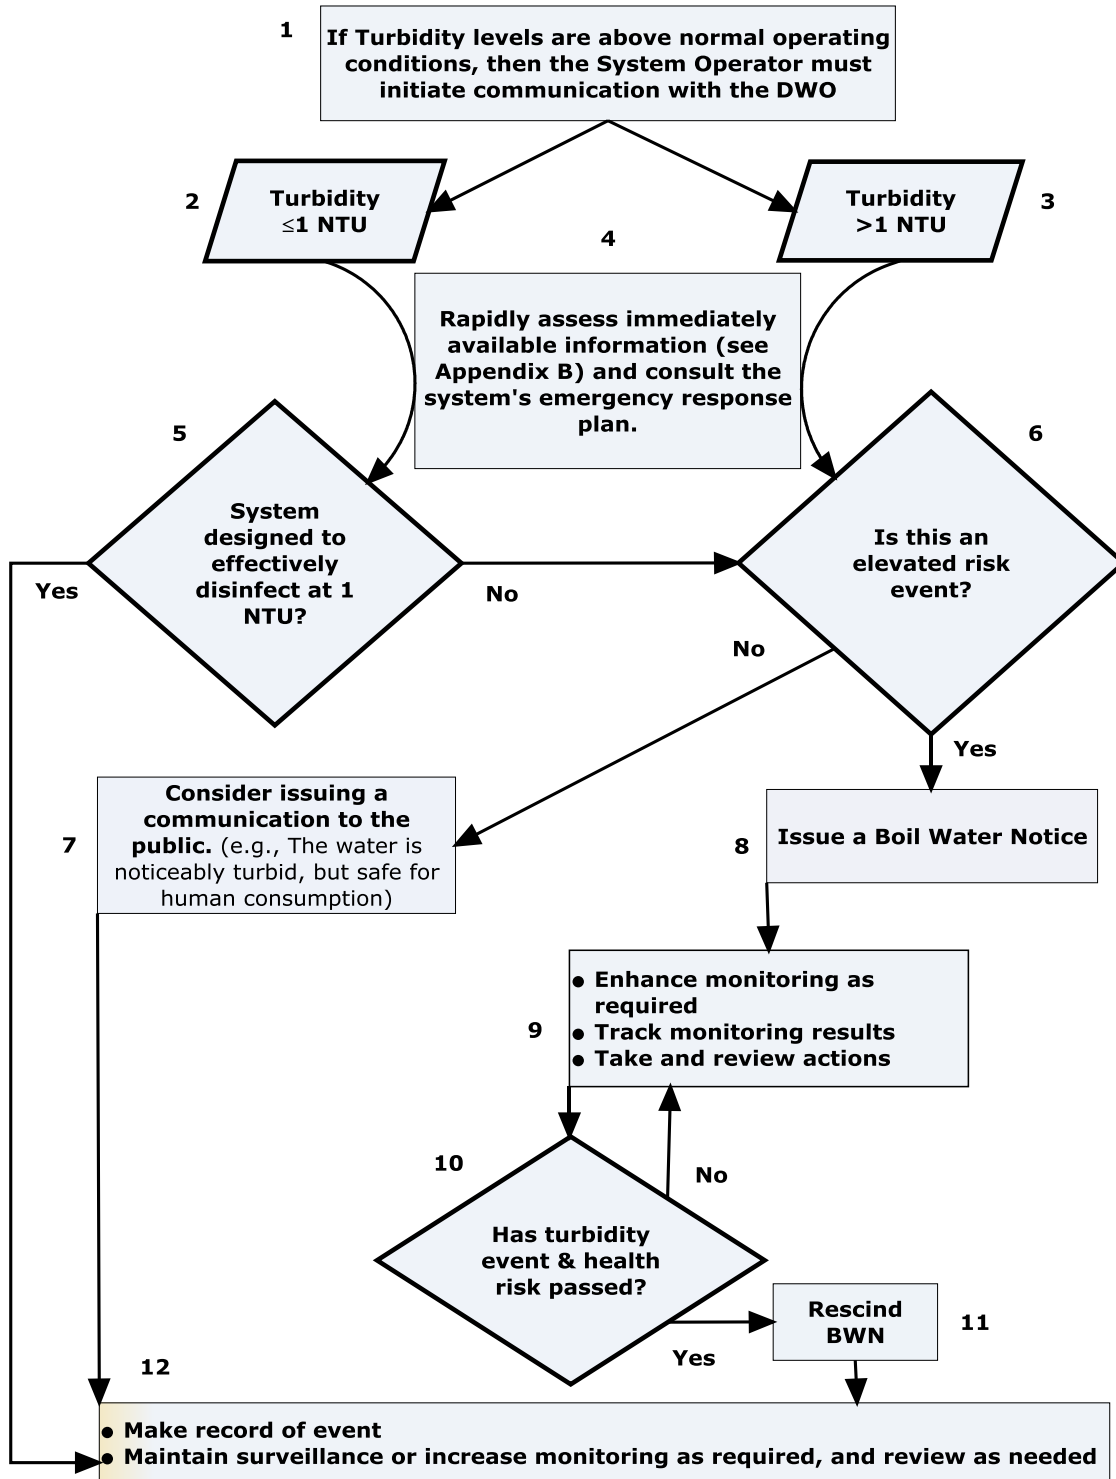 1
If Turbidity levels are above normal operating
conditions, then the System Operator must
initiate communication with the DWO
2
Turbidity
≤1 NTU
Turbidity
>1 NTU
3
4
Rapidly assess immediately
available information (see
Appendix B) and consult the
system's emergency response
plan.
5
System
designed to
effectively
disinfect at 1
NTU?
6
Is this an
elevated risk
event?
Yes
No
No
Yes
7
Consider issuing a
communication to the
public. (e.g., The water is
noticeably turbid, but safe for
human consumption)
8
Issue a Boil Water Notice
9
● Enhance monitoring as
required
● Track monitoring results
● Take and review actions
10
No
Has turbidity
event & health
risk passed?
Yes
Rescind
BWN
11
12
● Make record of event
● Maintain surveillance or increase monitoring as required, and review as needed